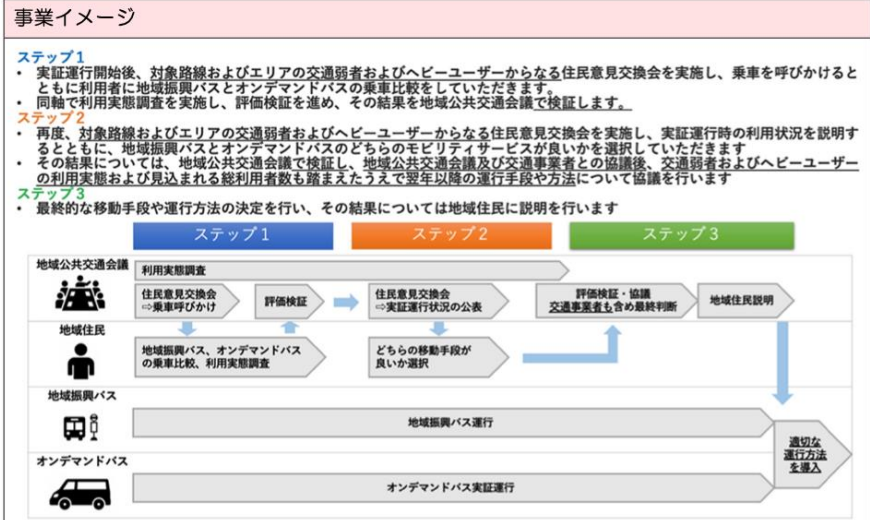 事業イメージ
ステップ1
・ 実証運行開始後、対象路線およびエリアの交通弱者およびヘビーユーザーからなる住民意見交換会を実施し、乗車を呼びかけると
ともに利用者に地域振興バスとオンデマンドバスの乗車比較をしていただきます。
・ 同軸で利用実態調査を実施し、評価検証を進め、その結果を地域公共交通会議で検証します。
ステップ2
・ 再度、対象路線およびエリアの交通弱者およびヘビーユーザーからなる住民意見交換会を実施し、実証運行時の利用状況を説明す
るとともに、地域振興バスとオンデマンドバスのどちらのモビリティサービスが良いかを選択していただきます
・ その結果については、地域公共交通会議で検証し、地域公共交通会議及び交通事業者との協議後、交通弱者およびヘビーユーザー
の利用実態および見込まれる総利用者数も踏まえたうえで翌年以降の運行手段や方法について協議を行います
ステップ3
・ 最終的な移動手段や運行方法の決定を行い、その結果については地域住民に説明を行います
ステップ1
ステップ2
ステップ3
地域公共交通会議
利用実態調査
住民意見交換会
⇨乗車呼びかけ
評価検証
住民意見交換会
⇨実証運行状況の公表
評価検証・協議
交通事業者も含め最終判断
地域住民説明
地域住民
地域振興バス、オンデマンドバス
の乗車比較、利用実態調査
どちらの移動手段が
良いか選択
地域振興バス
地域振興バス運行
適切な
運行方法
を導入
オンデマンドバス
オンデマンドバス実証運行